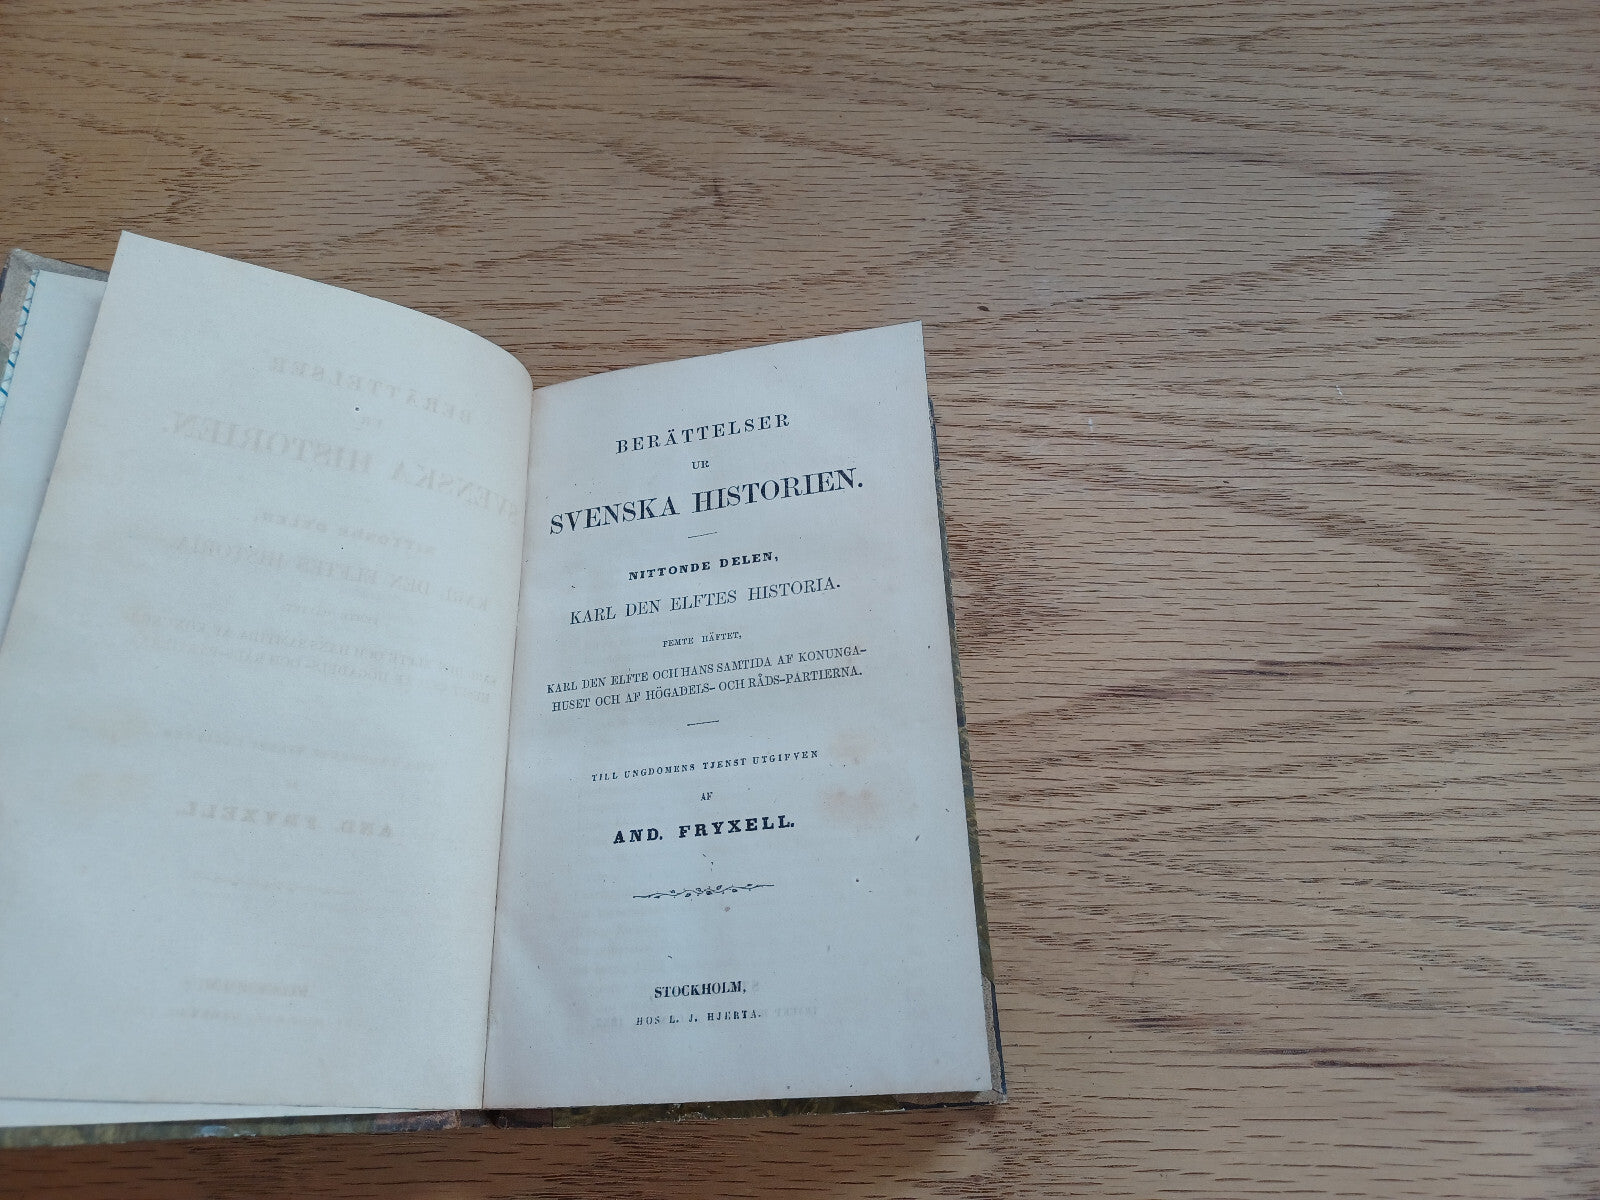 BERÄTTELSER
UR
SVENSKA HISTORIEN.
NITTONDE DELEN,
KARL DEN ELFTES HISTORIA.
FEMTE HÄFTET,
KARL DEN ELFTE OCH HANS SAMTIDA AF KONUNGA-
HUSET OCH AF HÖGADELS- OCH RÅDS-PARTIERNA.
TILL UNGDOMENS TJENST UTGIFVEN
AF
AND. FRYXELL.
STOCKHOLM,
HOS L. J. HJERTA.